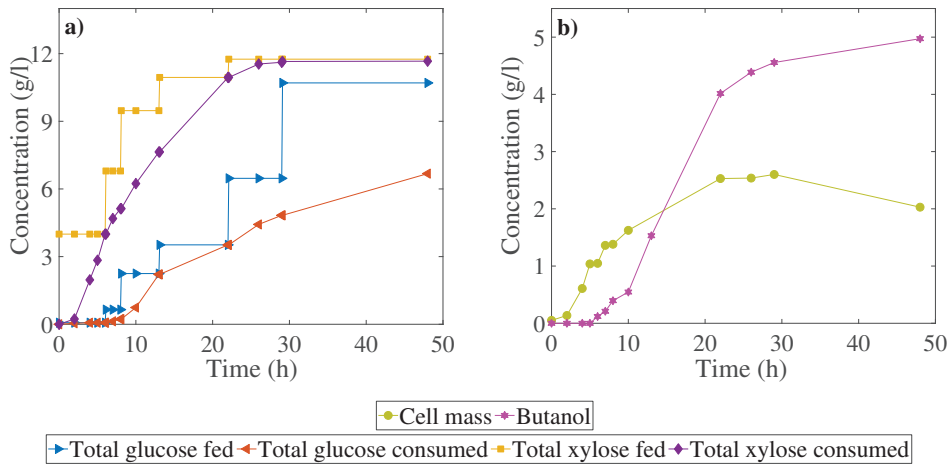 a)
12
9
6
3
0
Concentration (g/l)
0
10
20
30
40
50
Time (h)
b)
5
4
3
2
1
0
Concentration (g/l)
0
10
20
30
40
50
Time (h)
Cell mass Butanol
Total glucose fed Total glucose consumed Total xylose fed Total xylose consumed